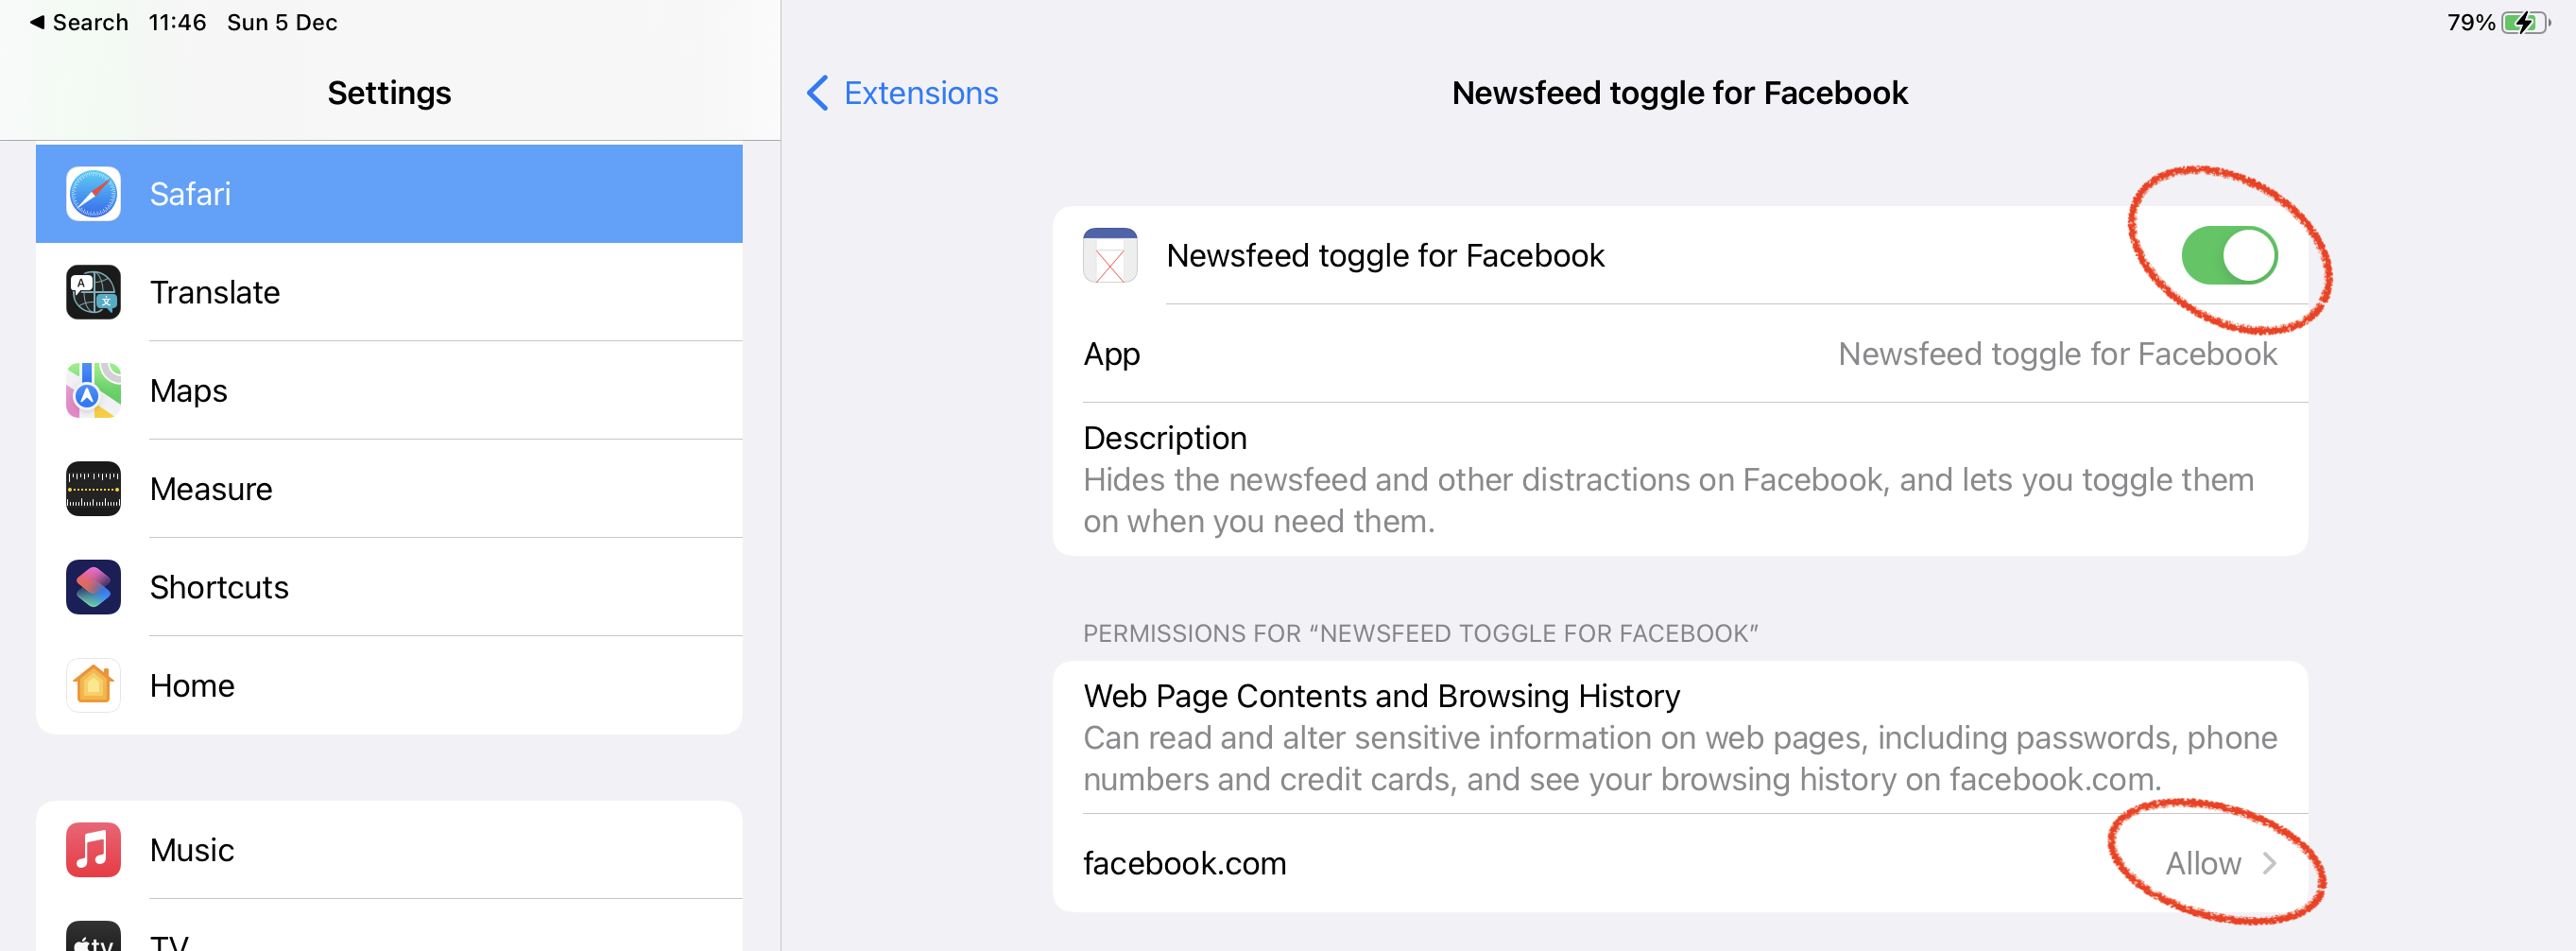 ◀ Search 11:46 Sun 5 Dec
79%
Settings
Safari
Translate
Maps
Measure
Shortcuts
Home
Music
TV
Extensions
Newsfeed toggle for Facebook
Newsfeed toggle for Facebook
App Newsfeed toggle for Facebook
Description
Hides the newsfeed and other distractions on Facebook, and lets you toggle them
on when you need them.
PERMISSIONS FOR “NEWSFEED TOGGLE FOR FACEBOOK”
Web Page Contents and Browsing History
Can read and alter sensitive information on web pages, including passwords, phone
numbers and credit cards, and see your browsing history on facebook.com.
facebook.com Allow